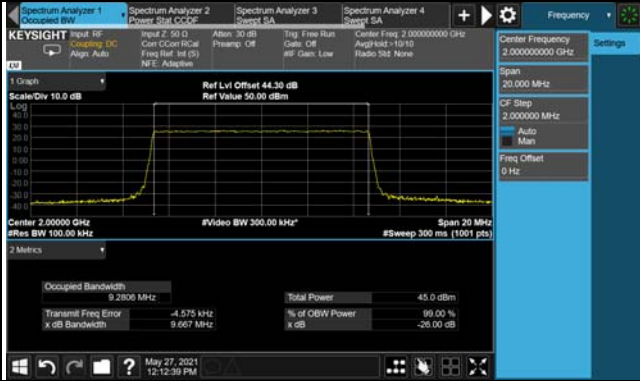 Spectrum Analyzer 1
Occupied BW
Spectrum Analyzer 2
Power Stat CCDF
Spectrum Analyzer 3
Swept SA
Spectrum Analyzer 4
Swept SA
Frequency
KEYSIGHT
Input: RF
Coupling: DC
Align: Auto
Input Z: 50 Ω
Corr CCorr RCal
Freq Ref: Int (S)
NFE: Adaptive
Atten: 30 dB
Preamp: Off
Trig: Free Run
Gate: Off
#IF Gain: Low
Center Freq: 2.000000000 GHz
Avg|Hold:>10/10
Radio Std: None
1 Graph
Scale/Div 10.0 dB
Ref Lvl Offset 44.30 dB
Ref Value 50.00 dBm
Log
40.0
30.0
20.0
10.0
0.00
-10.0
-20.0
-30.0
-40.0
Center 2.00000 GHz
#Res BW 100.00 kHz
#Video BW 300.00 kHz*
Span 20 MHz
#Sweep 300 ms (1001 pts)
2 Metrics
Occupied Bandwidth
9.2806 MHz
Transmit Freq Error -4.575 kHz
x dB Bandwidth 9.667 MHz
Total Power 45.0 dBm
% of OBW Power 99.00 %
x dB -26.00 dB
Center Frequency
2.000000000 GHz
Settings
Span
20.000 MHz
CF Step
2.000000 MHz
Auto
Man
Freq Offset
0 Hz
May 27, 2021
12:12:39 PM